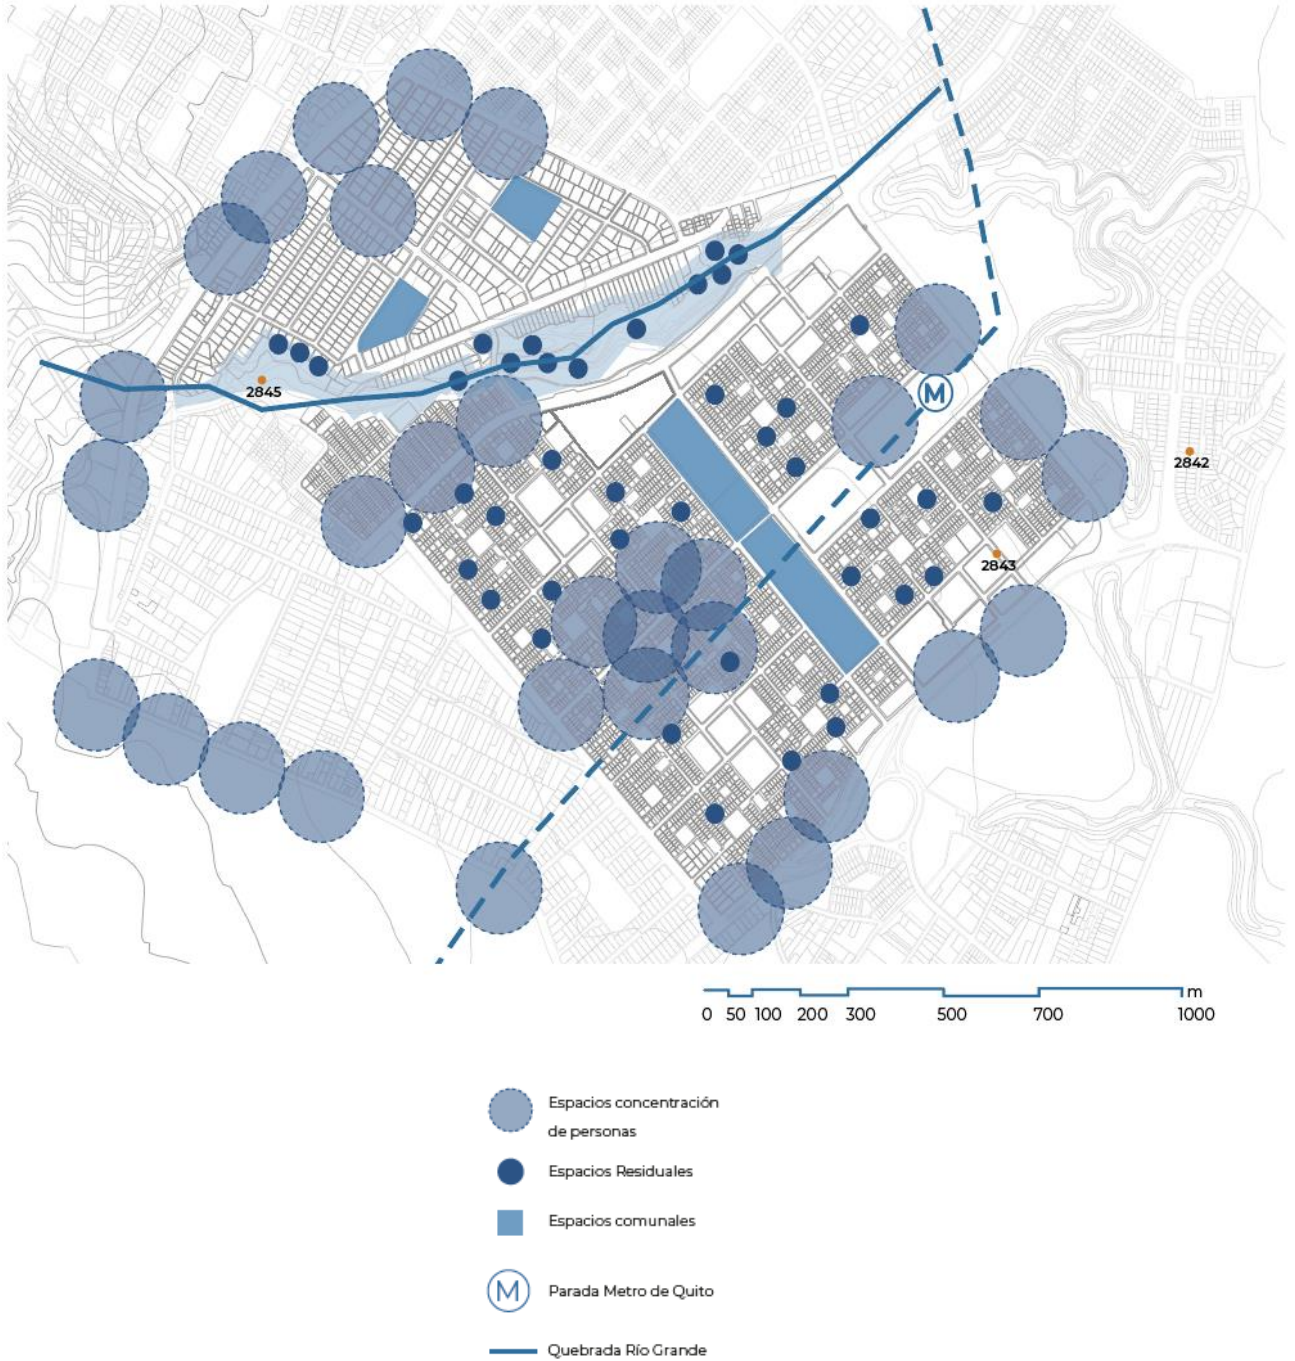 M
2845
2842
2843
m
0 50 100 200 300 500 700 1000
Espacios concentración
de personas
Espacios Residuales
Espacios comunales
M
Parada Metro de Quito
Quebrada Río Grande